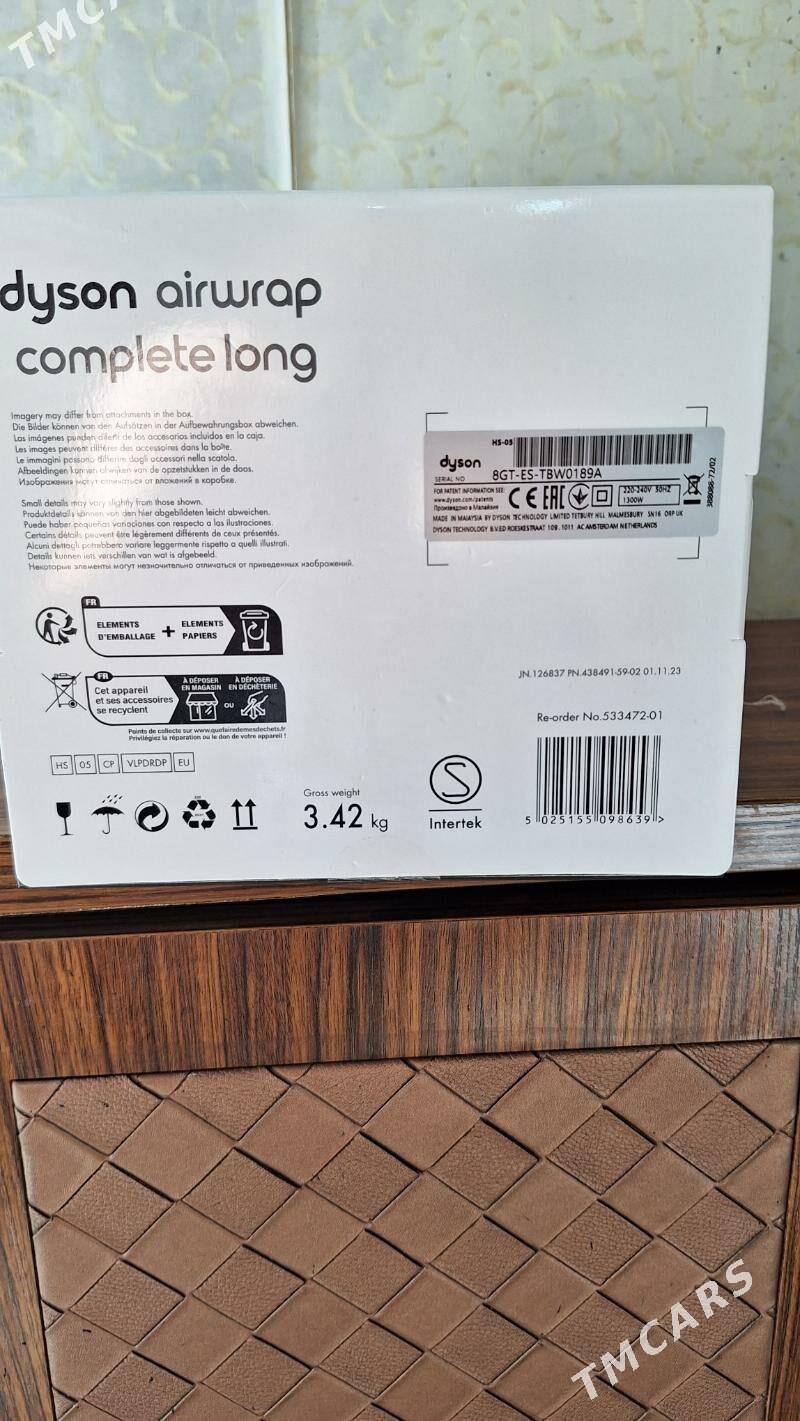 TMCA
dyson airwrap
complete long
Imagery may differ from attachments in the box.
Die Bilder können von den Aufsätzen in der Aufbewahrungsbox abweichen.
Las imágenes pueden diferir de los accesorios incluidos en la caja.
Les images peuvent différer des accessoires dans la boîte.
Le immagini possono differire dagli accessori nella scatola.
Afbeeldingen kunnen afwijken van de opzetstukken in de doos.
Изображения могут отличаться от вложений в коробке.
Small details may vary slightly from those shown.
Produktdetails können von den hier abgebildeten leicht abweichen.
Puede haber pequeñas variaciones con respecto a las ilustraciones.
Certains détails peuvent être légèrement différents de ceux présentés.
Alcuni dettagli potrebbero variare leggermente rispetto a quelli illustrati.
Details kunnen iets verschillen van wat is afgebeeld.
Некоторые элементы могут незначительно отличаться от приведенных изображений.
HS-05
dyson
SERIAL NO
8GT-ES-TBW0189A
FOR PATENT INFORMATION SEE:
www.dyson.com/patents
Произведено в Малайзии
CE EAC
220-240V 50HZ
1300W
MADE IN MALAYSIA BY DYSON TECHNOLOGY LIMITED TETBURY HILL MALMESBURY SN16 0RP UK
DYSON TECHNOLOGY B.V.ED ROESKESTRAAT 109.1011 AC AMSTERDAM NETHERLANDS
388088-72/02
FR
ELEMENTS
D'EMBALLAGE + ELEMENTS
PAPIERS
FR
Cet appareil
et ses accessoires
se recyclent
À DÉPOSER
EN MAGASIN
OU
À DÉPOSER
EN DÉCHÈTERIE
Points de collecte sur www.quefairedemesdechets.fr
Privilégiez la réparation ou le don de votre appareil !
JN.126837 PN.438491-59-02 01.11.23
Re-order No.533472-01
HS 05 CP VLPDRDP EU
Gross weight
3.42 kg
Intertek
5 025155 098639 >
TMCARS